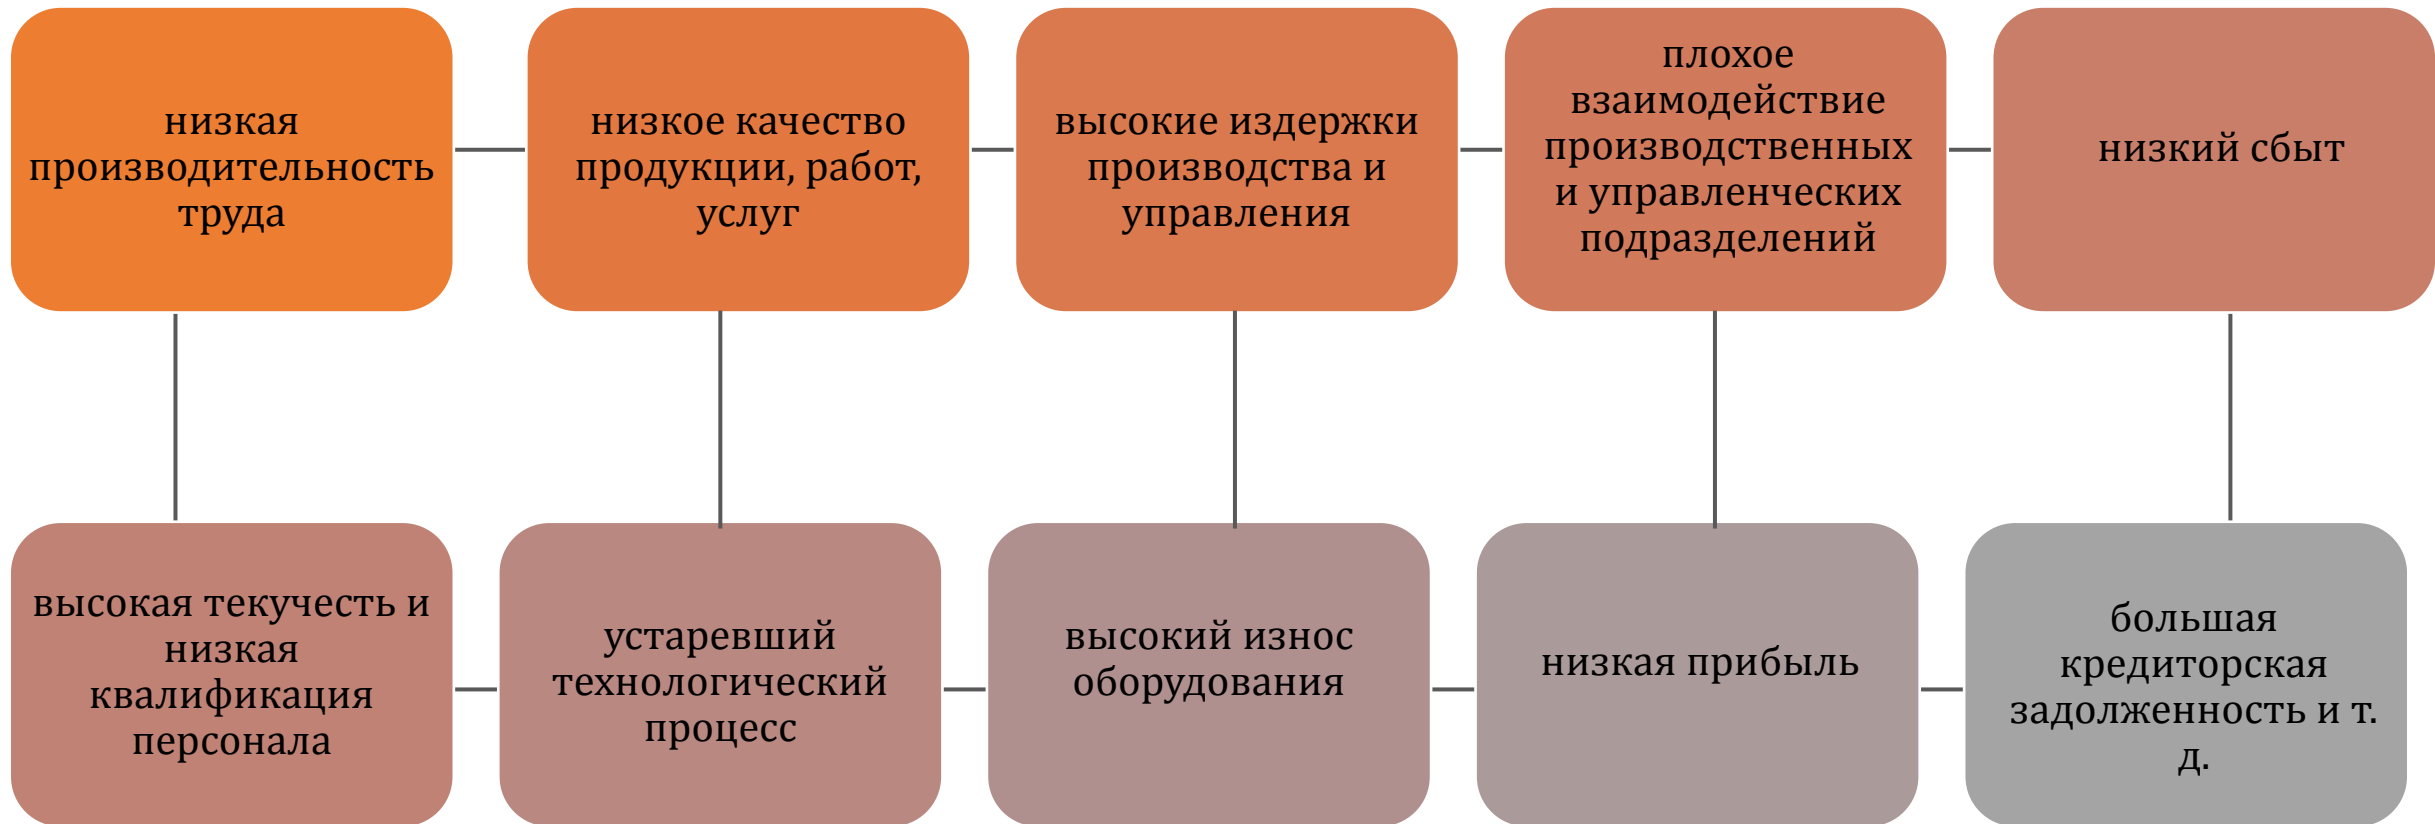 низкая
производительность
труда
низкое качество
продукции, работ,
услуг
высокие издержки
производства и
управления
плохое
взаимодействие
производственных
и управленческих
подразделений
низкий сбыт
высокая текучесть и
низкая
квалификация
персонала
устаревший
технологический
процесс
высокий износ
оборудования
низкая прибыль
большая
кредиторская
задолженность и т.
д.